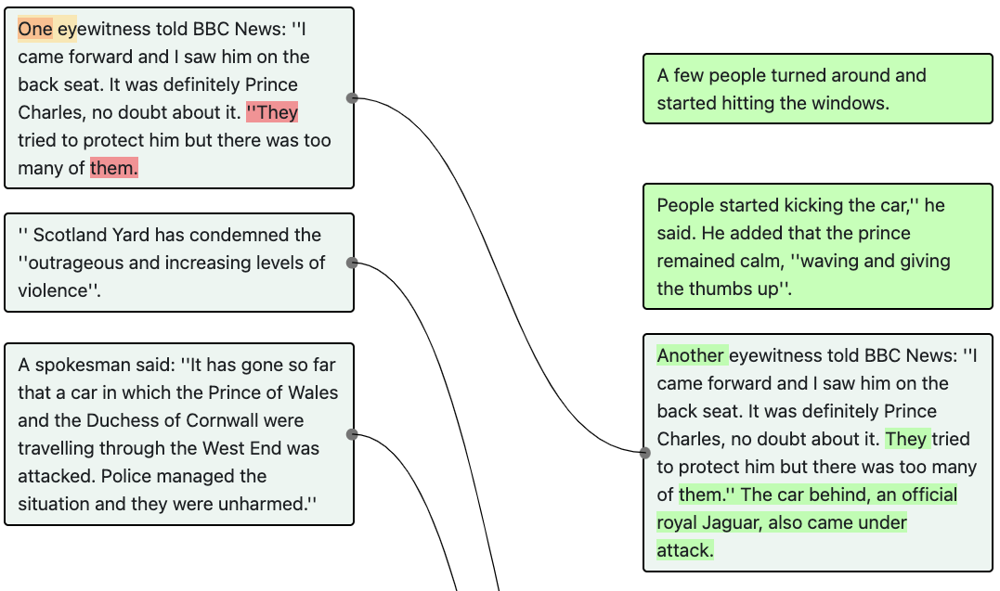 One eyewitness told BBC News: ''I
came forward and I saw him on the
back seat. It was definitely Prince
Charles, no doubt about it. ''They
tried to protect him but there was too
many of them.
'' Scotland Yard has condemned the
''outrageous and increasing levels of
violence''.
A spokesman said: ''It has gone so far
that a car in which the Prince of Wales
and the Duchess of Cornwall were
travelling through the West End was
attacked. Police managed the
situation and they were unharmed.''
A few people turned around and
started hitting the windows.
People started kicking the car,'' he
said. He added that the prince
remained calm, ''waving and giving
the thumbs up''.
Another eyewitness told BBC News: ''I
came forward and I saw him on the
back seat. It was definitely Prince
Charles, no doubt about it. They tried
to protect him but there was too many
of them.'' The car behind, an official
royal Jaguar, also came under
attack.